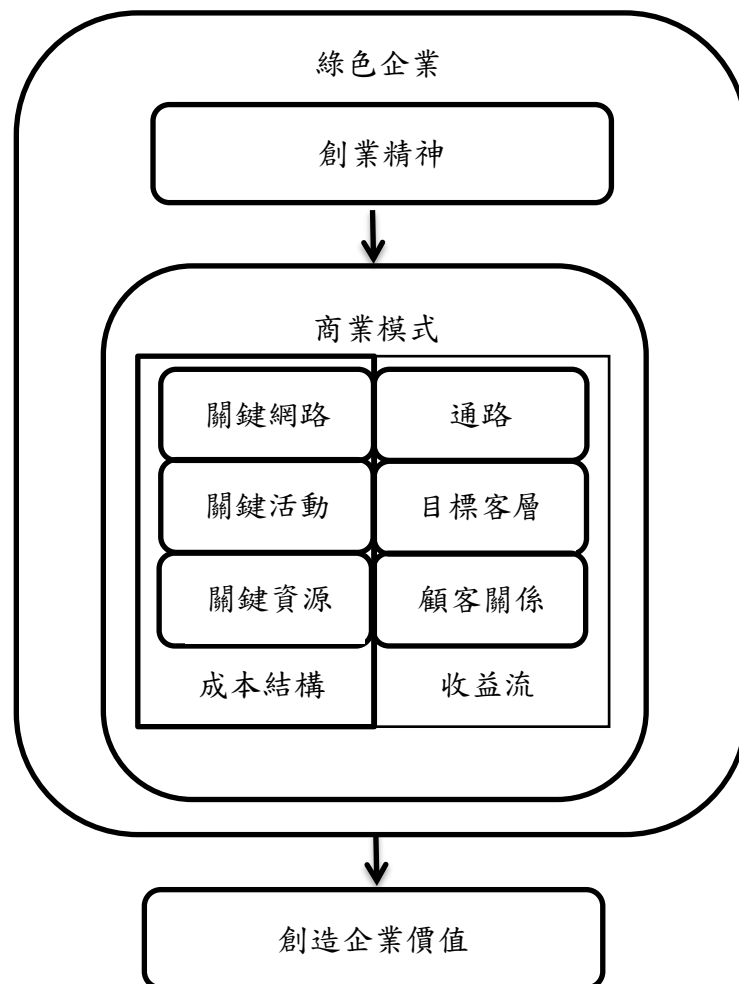 綠色企業
創業精神
商業模式
關鍵網路
通路
關鍵活動
目標客層
關鍵資源
顧客關係
成本結構
收益流
創造企業價值